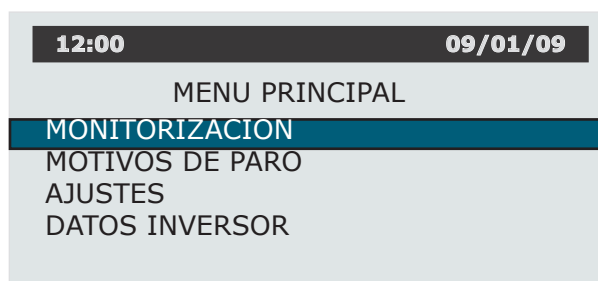 12:00 09/01/09
MENU PRINCIPAL
MONITORIZACION
MOTIVOS DE PARO
AJUSTES
DATOS INVERSOR